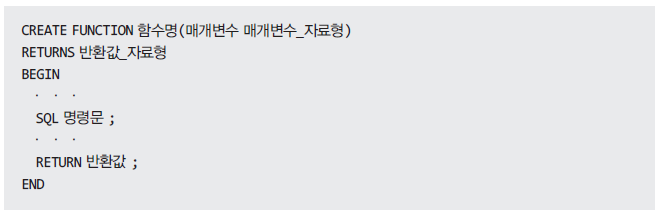 CREATE FUNCTION 함수명(매개변수 매개변수_자료형)
RETURNS 반환값_자료형
BEGIN
. . .
SQL 명령문 ;
. . .
RETURN 반환값 ;
END